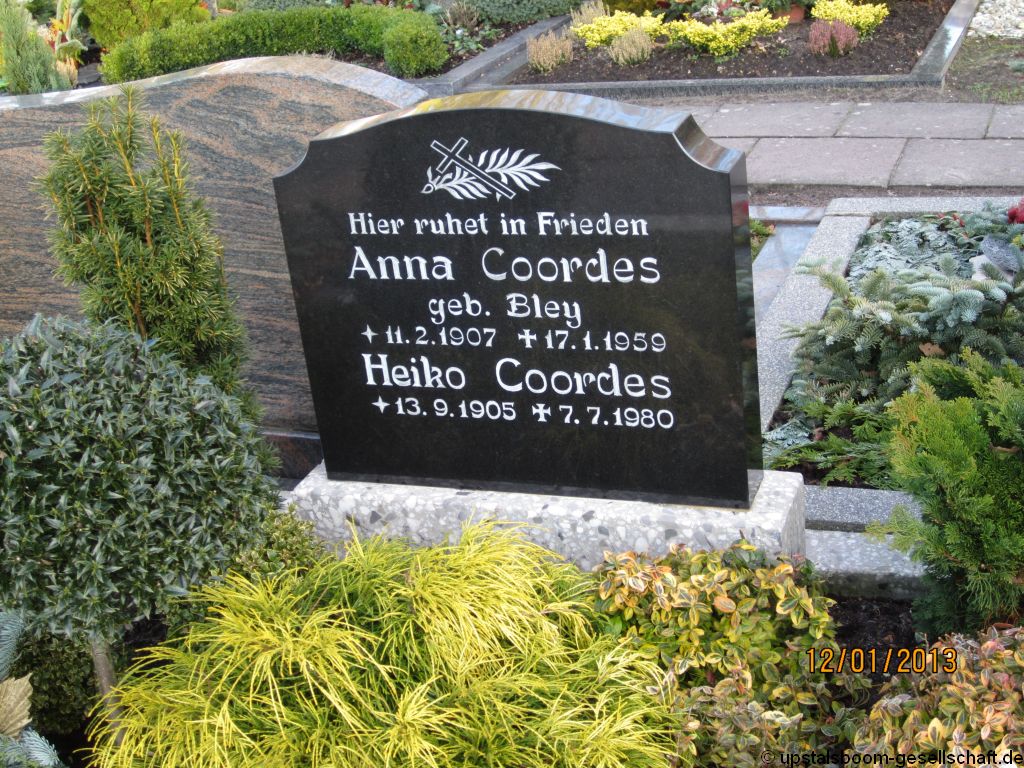 Hier ruhet in Frieden
Anna Coordes
geb. Bley
✦ 11.2.1907 ✠ 17.1.1959
Heiko Coordes
✦ 13.9.1905 ✠ 7.7.1980
12/01/2013
© upstalsboom-gesellschaft.de